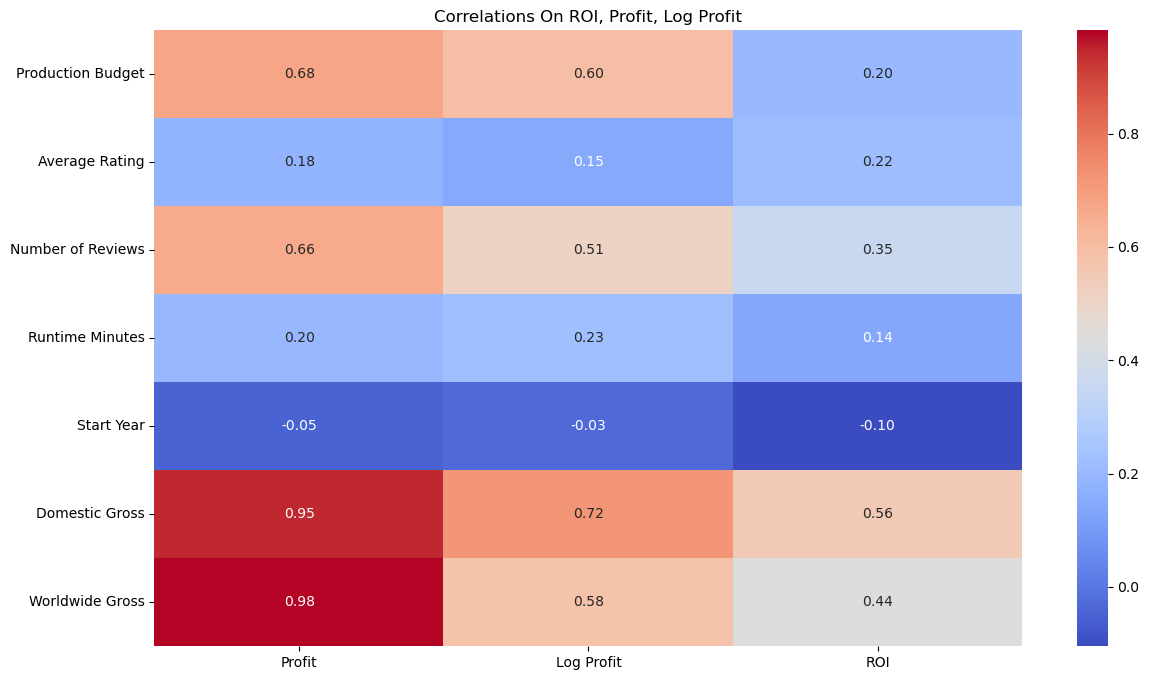 Correlations On ROI, Profit, Log Profit
Production Budget 0.68 0.60 0.20
Average Rating 0.18 0.15 0.22
Number of Reviews 0.66 0.51 0.35
Runtime Minutes 0.20 0.23 0.14
Start Year -0.05 -0.03 -0.10
Domestic Gross 0.95 0.72 0.56
Worldwide Gross 0.98 0.58 0.44
Profit Log Profit ROI
0.8
0.6
0.4
0.2
0.0